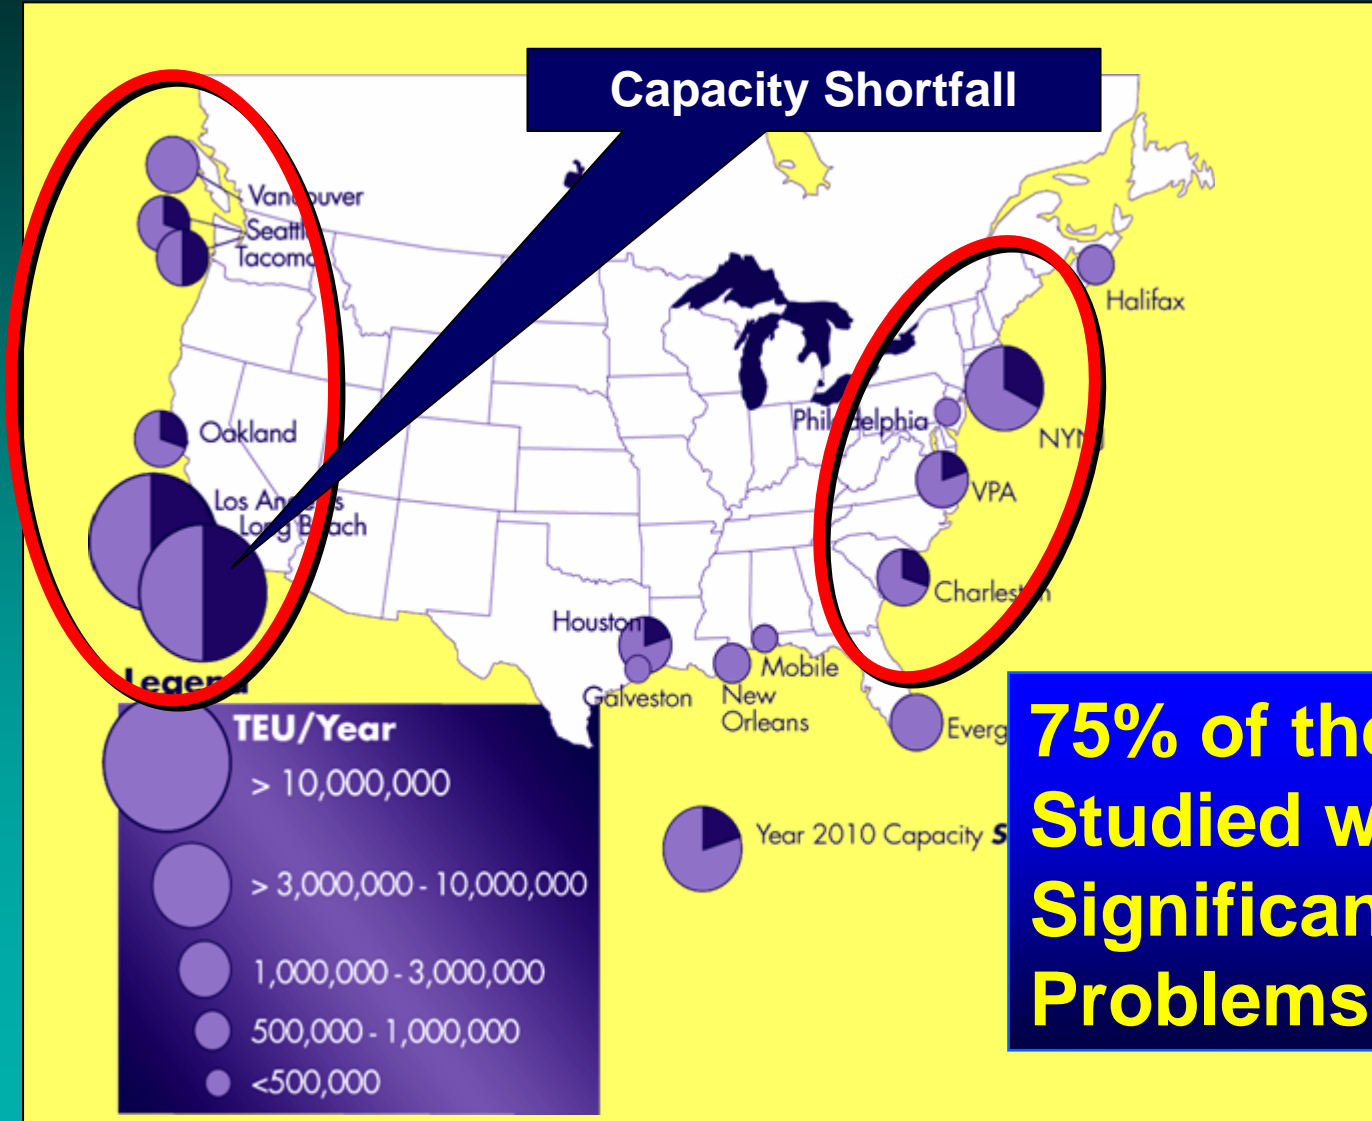 Capacity Shortfall
Vancouver
Seattle
Tacoma
Halifax
Oakland
Philadelphia
NYNJ
Los Angeles
Long Beach
VPA
Charleston
Houston
Galveston
New
Orleans
Mobile
Everg
Legend
TEU/Year
> 10,000,000
> 3,000,000 - 10,000,000
1,000,000 - 3,000,000
500,000 - 1,000,000
<500,000
Year 2010 Capacity S
75% of the
Studied w
Significan
Problems